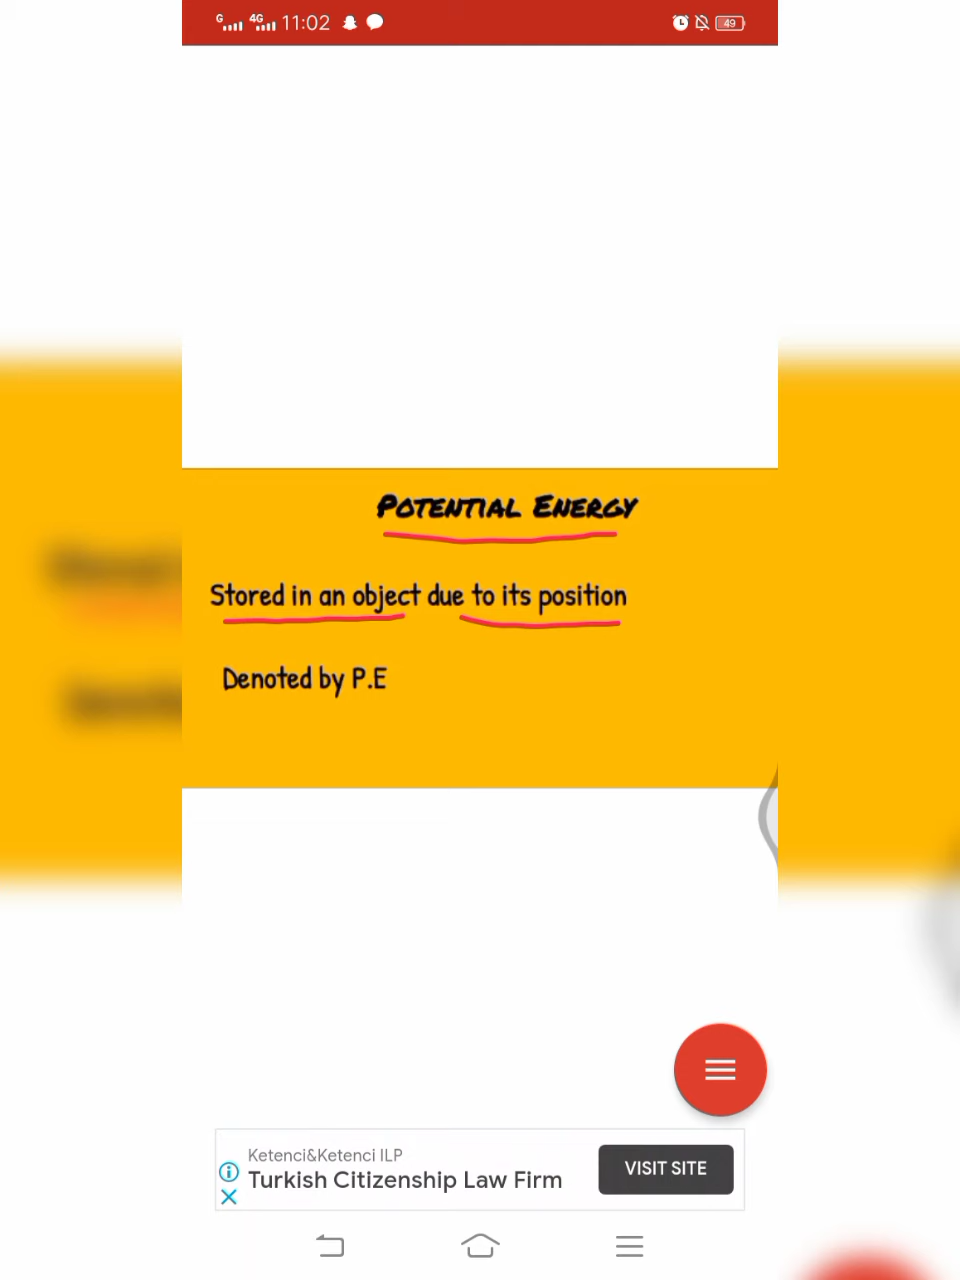 G 4G 11:02 49
POTENTIAL ENERGY
Stored in an object due to its position
Denoted by P.E
Ketenci&Ketenci ILP
Turkish Citizenship Law Firm
VISIT SITE